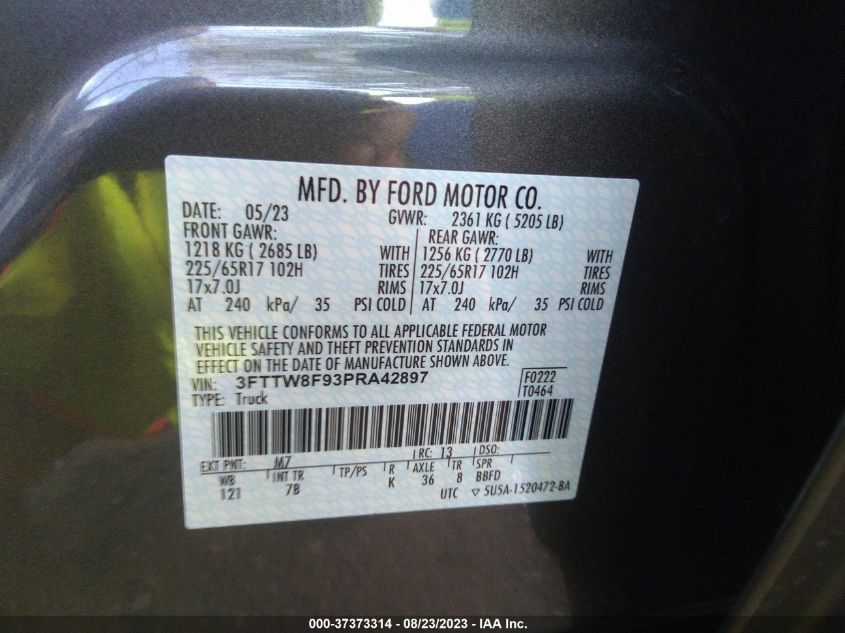 MFD. BY FORD MOTOR CO.
DATE: 05/23 GVWR: 2361 KG ( 5205 LB)
FRONT GAWR: REAR GAWR:
1218 KG ( 2685 LB) WITH 1256 KG ( 2770 LB) WITH
225/65R17 102H TIRES 225/65R17 102H TIRES
17x7.0J RIMS 17x7.0J RIMS
AT 240 kPa/ 35 PSI COLD AT 240 kPa/ 35 PSI COLD
THIS VEHICLE CONFORMS TO ALL APPLICABLE FEDERAL MOTOR
VEHICLE SAFETY AND THEFT PREVENTION STANDARDS IN
EFFECT ON THE DATE OF MANUFACTURE SHOWN ABOVE.
VIN: 3FTTW8F93PRA42897 F0222
TYPE: Truck T0464
EXT PNT: M7 RC: 13 DSO:
WB INT TR TP/PS R AXLE TR SPR
121 7B K 36 8 BBFD
UTC ▽ 5U5A-1520472-BA
000-37373314 - 08/23/2023 - IAA Inc.